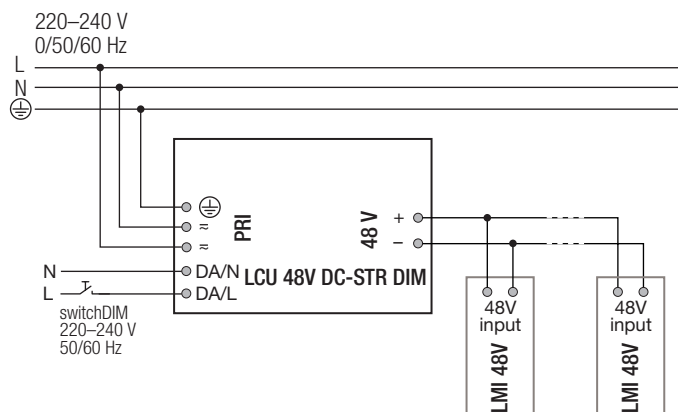 220–240 V
0/50/60 Hz
L
N
PRI
≂
≂
48 V
+
−
N
DA/N
LCU 48V DC-STR DIM
L
DA/L
switchDIM
220–240 V
50/60 Hz
48V
input
LMI 48V
48V
input
LMI 48V